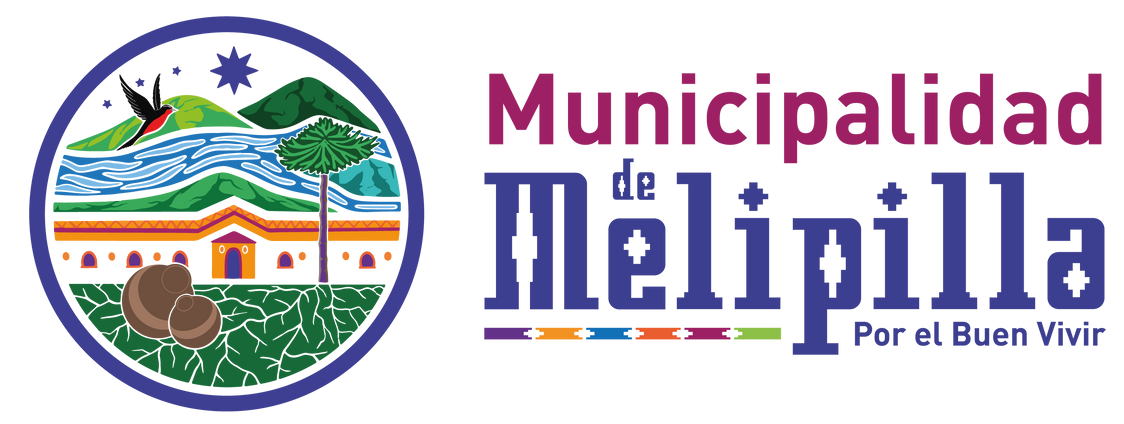 Municipalidad
de
Melipilla
Por el Buen Vivir